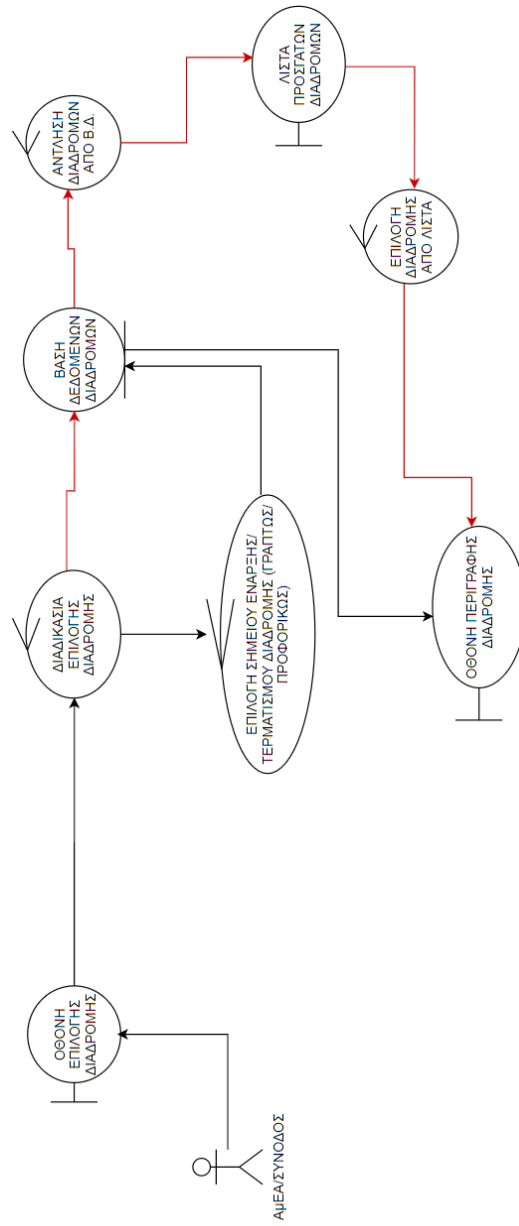 ΑμΕΑ/ΣΥΝΟΔΟΣ
ΟΘΟΝΗ
ΕΠΙΛΟΓΗΣ
ΔΙΑΔΡΟΜΗΣ
ΔΙΑΔΙΚΑΣΙΑ
ΕΠΙΛΟΓΗΣ
ΔΙΑΔΡΟΜΗΣ
ΕΠΙΛΟΓΗ ΣΗΜΕΙΟΥ ΕΝΑΡΞΗΣ/
ΤΕΡΜΑΤΙΣΜΟΥ ΔΙΑΔΡΟΜΗΣ (ΓΡΑΠΤΩΣ/
ΠΡΟΦΟΡΙΚΩΣ)
ΒΑΣΗ
ΔΕΔΟΜΕΝΩΝ
ΔΙΑΔΡΟΜΩΝ
ΑΝΤΛΗΣΗ
ΔΙΑΔΡΟΜΩΝ
ΑΠΟ Β.Δ.
ΛΙΣΤΑ
ΠΡΟΣΓΑΤΩΝ
ΔΙΑΔΡΟΜΩΝ
ΕΠΙΛΟΓΗ
ΔΙΑΔΡΟΜΗΣ
ΑΠΟ ΛΙΣΤΑ
ΟΘΟΝΗ ΠΕΡΙΓΡΑΦΗΣ
ΔΙΑΔΡΟΜΗΣ